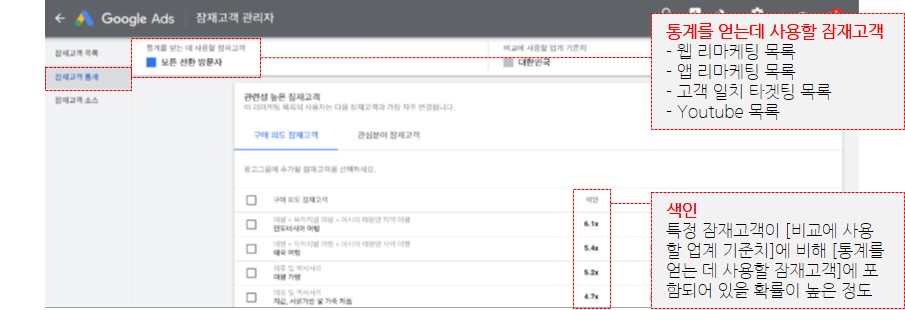 Google Ads 잠재고객 관리자
잠재고객 목록
잠재고객 통계
잠재고객 소스
통계를 얻는 데 사용할 잠재고객
모든 전환 방문자
비교에 사용할 업계 기준치
대한민국
관련성 높은 잠재고객
이 리마케팅 목록의 사용자는 다음 잠재고객과 가장 자주 연결됩니다.
구매 의도 잠재고객 관심분야 잠재고객
광고그룹에 추가할 잠재고객을 선택하세요.
구매 의도 잠재고객 색인
여행 > 목적지별 여행 > 아시아 태평양 지역 여행
인도네시아 여행 6.1x
여행 > 목적지별 여행 > 아시아 태평양 지역 여행
태국 여행 5.4x
의류 및 액세서리
여행 가방 5.2x
의류 및 액세서리
지갑, 서류가방 및 가죽 제품 4.7x
통계를 얻는데 사용할 잠재고객
- 웹 리마케팅 목록
- 앱 리마케팅 목록
- 고객 일치 타겟팅 목록
- Youtube 목록
색인
특정 잠재고객이 [비교에 사용
할 업계 기준치]에 비해 [통계를
얻는 데 사용할 잠재고객]에 포
함되어 있을 확률이 높은 정도